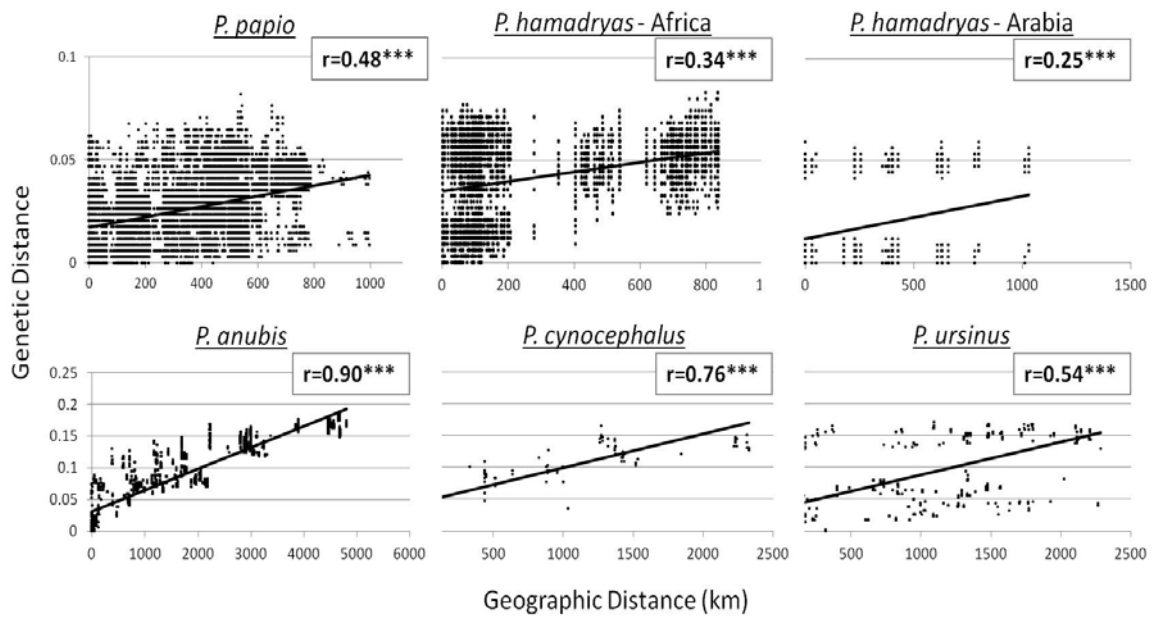 P. papio
r=0.48***
P. hamadryas - Africa
r=0.34***
P. hamadryas - Arabia
r=0.25***
0.1
0.05
0
0 200 400 600 800 1000
0 200 400 600 800 1
0 500 1000 1500
Genetic Distance
P. anubis
r=0.90***
P. cynocephalus
r=0.76***
P. ursinus
r=0.54***
0.25
0.2
0.15
0.1
0.05
0
0 1000 2000 3000 4000 5000 6000
500 1000 1500 2000 2500
500 1000 1500 2000 2500
Geographic Distance (km)